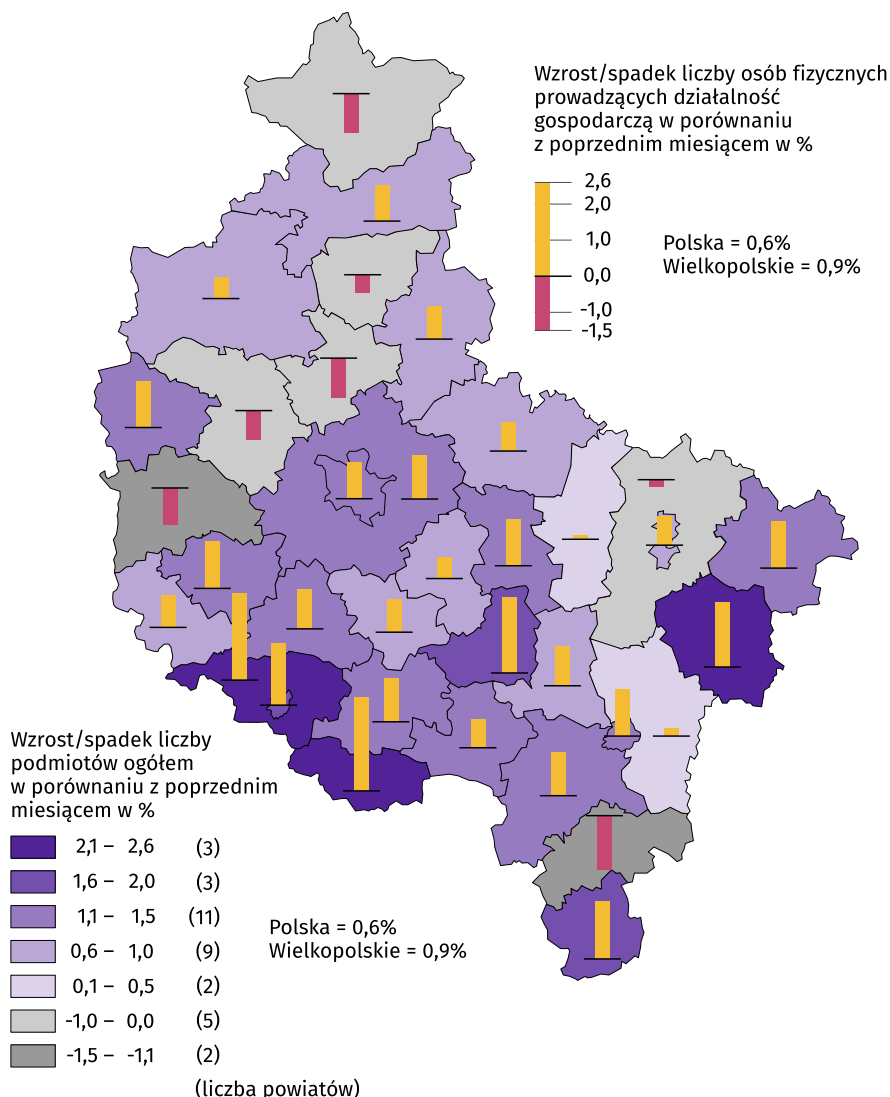 Wzrost/spadek liczby osób fizycznych
prowadzących działalność
gospodarczą w porównaniu
z poprzednim miesiącem w %
2,6
2,0
1,0
0,0
-1,0
-1,5
Polska = 0,6%
Wielkopolskie = 0,9%
Wzrost/spadek liczby
podmiotów ogółem
w porównaniu z poprzednim
miesiącem w %
2,1 – 2,6 (3)
1,6 – 2,0 (3)
1,1 – 1,5 (11)
0,6 – 1,0 (9)
0,1 – 0,5 (2)
-1,0 – 0,0 (5)
-1,5 – -1,1 (2)
(liczba powiatów)
Polska = 0,6%
Wielkopolskie = 0,9%